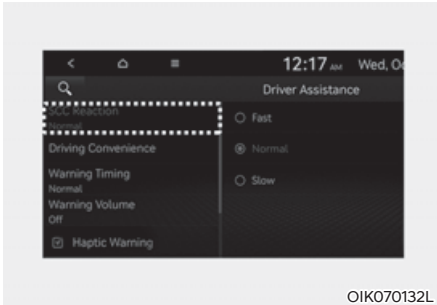 12:17 AM Wed, Oc
Driver Assistance
SCC Reaction
Normal
Fast
Driving Convenience
Normal
Warning Timing
Normal
Slow
Warning Volume
Off
Haptic Warning
OIK070132L